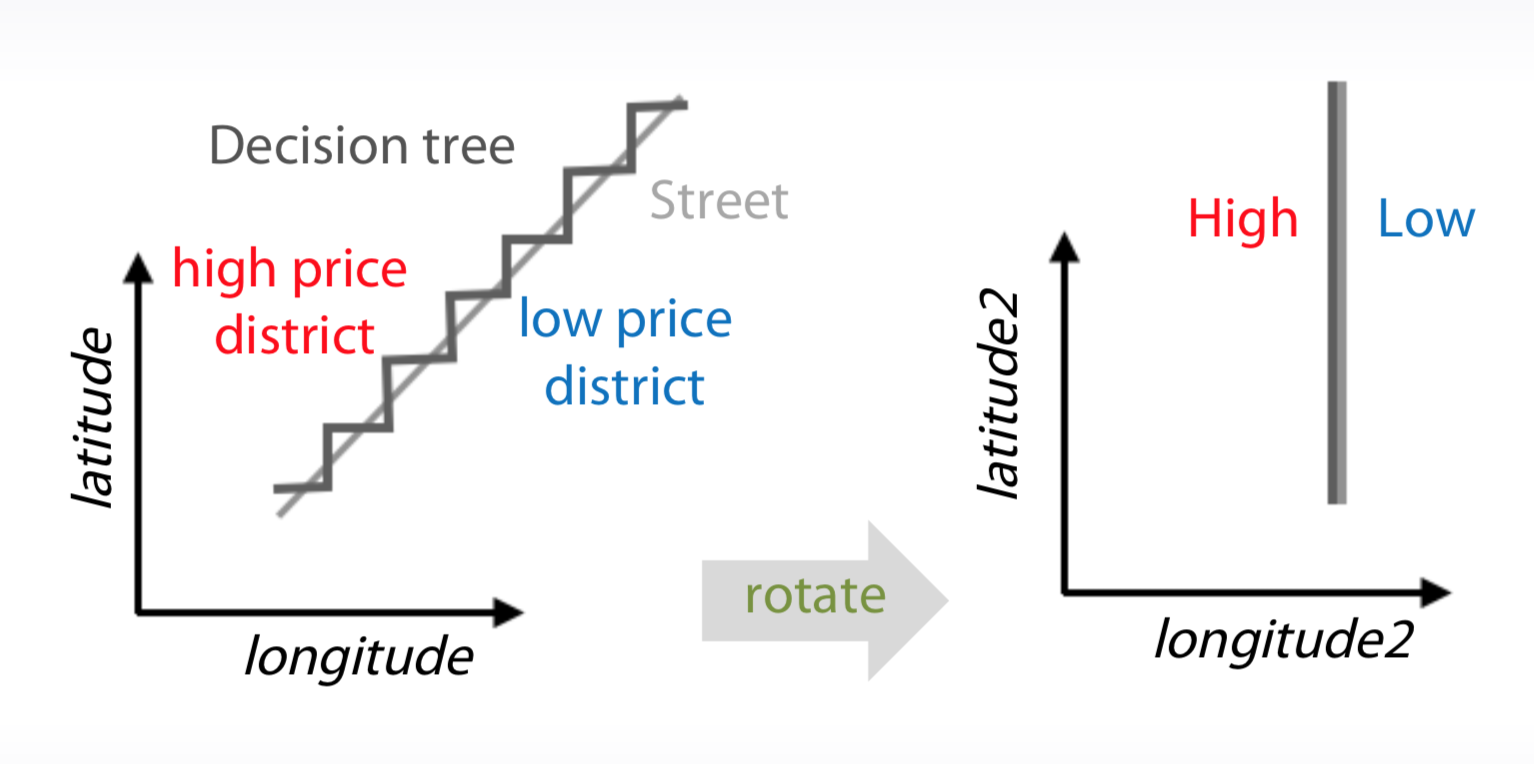 Decision tree
Street
high price
district
low price
district
latitude
longitude
rotate
High
Low
latitude2
longitude2